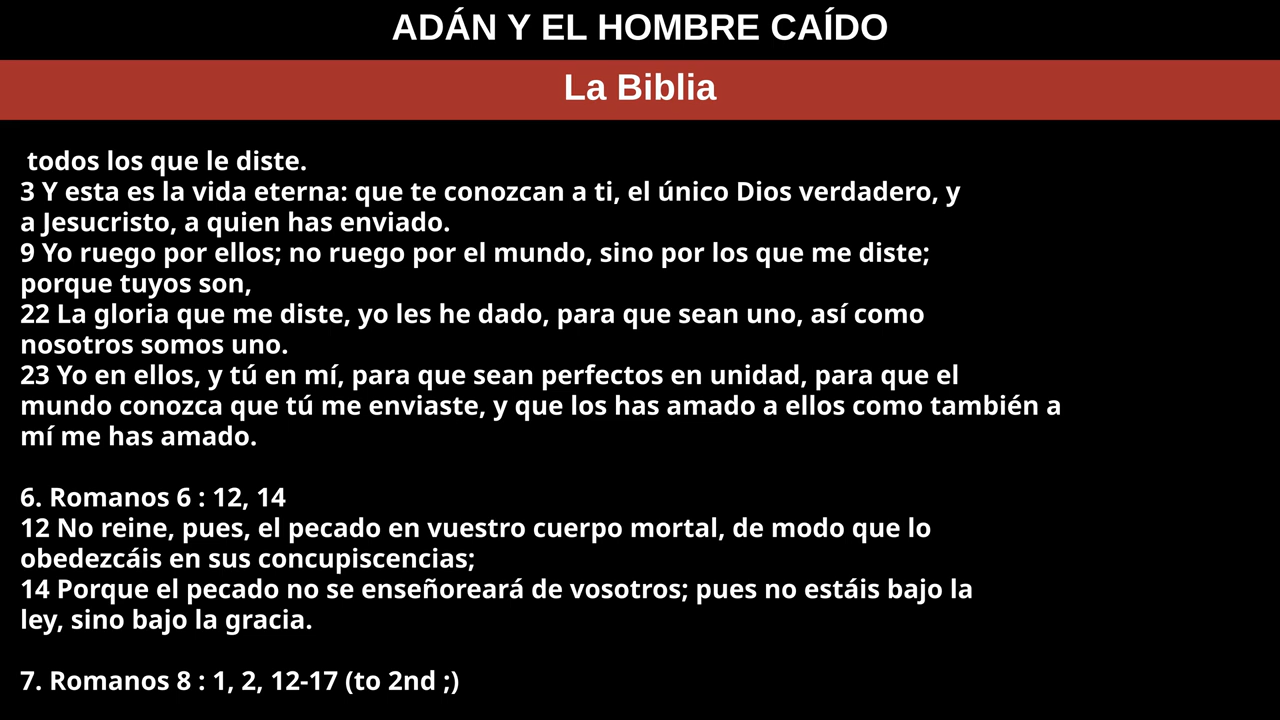 ADÁN Y EL HOMBRE CAÍDO
La Biblia
todos los que le diste.
3 Y esta es la vida eterna: que te conozcan a ti, el único Dios verdadero, y
a Jesucristo, a quien has enviado.
9 Yo ruego por ellos; no ruego por el mundo, sino por los que me diste;
porque tuyos son,
22 La gloria que me diste, yo les he dado, para que sean uno, así como
nosotros somos uno.
23 Yo en ellos, y tú en mí, para que sean perfectos en unidad, para que el
mundo conozca que tú me enviaste, y que los has amado a ellos como también a
mí me has amado.
6. Romanos 6 : 12, 14
12 No reine, pues, el pecado en vuestro cuerpo mortal, de modo que lo
obedezcáis en sus concupiscencias;
14 Porque el pecado no se enseñoreará de vosotros; pues no estáis bajo la
ley, sino bajo la gracia.
7. Romanos 8 : 1, 2, 12-17 (to 2nd ;)